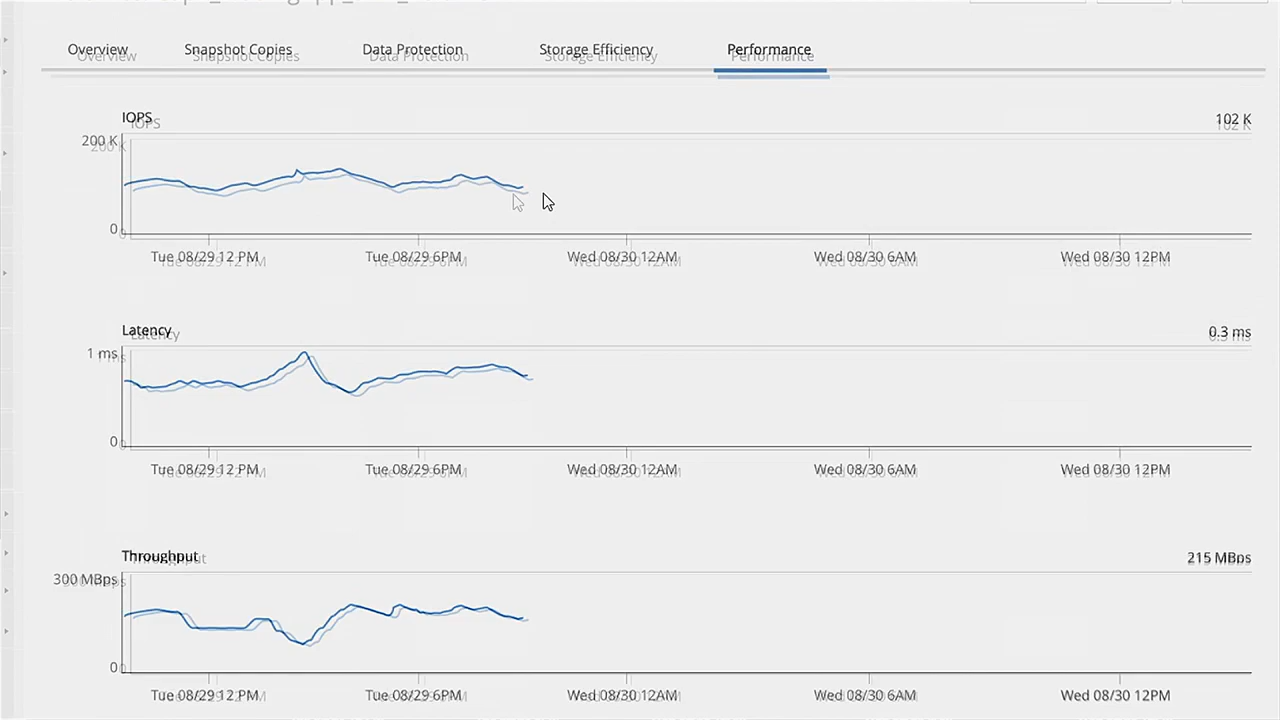 Overview Snapshot Copies Data Protection Storage Efficiency Performance
IOPS 102 K
200 K
0
Tue 08/29 12 PM Tue 08/29 6PM Wed 08/30 12AM Wed 08/30 6AM Wed 08/30 12PM
Latency 0.3 ms
1 ms
0
Tue 08/29 12 PM Tue 08/29 6PM Wed 08/30 12AM Wed 08/30 6AM Wed 08/30 12PM
Throughput 215 MBps
300 MBps
0
Tue 08/29 12 PM Tue 08/29 6PM Wed 08/30 12AM Wed 08/30 6AM Wed 08/30 12PM